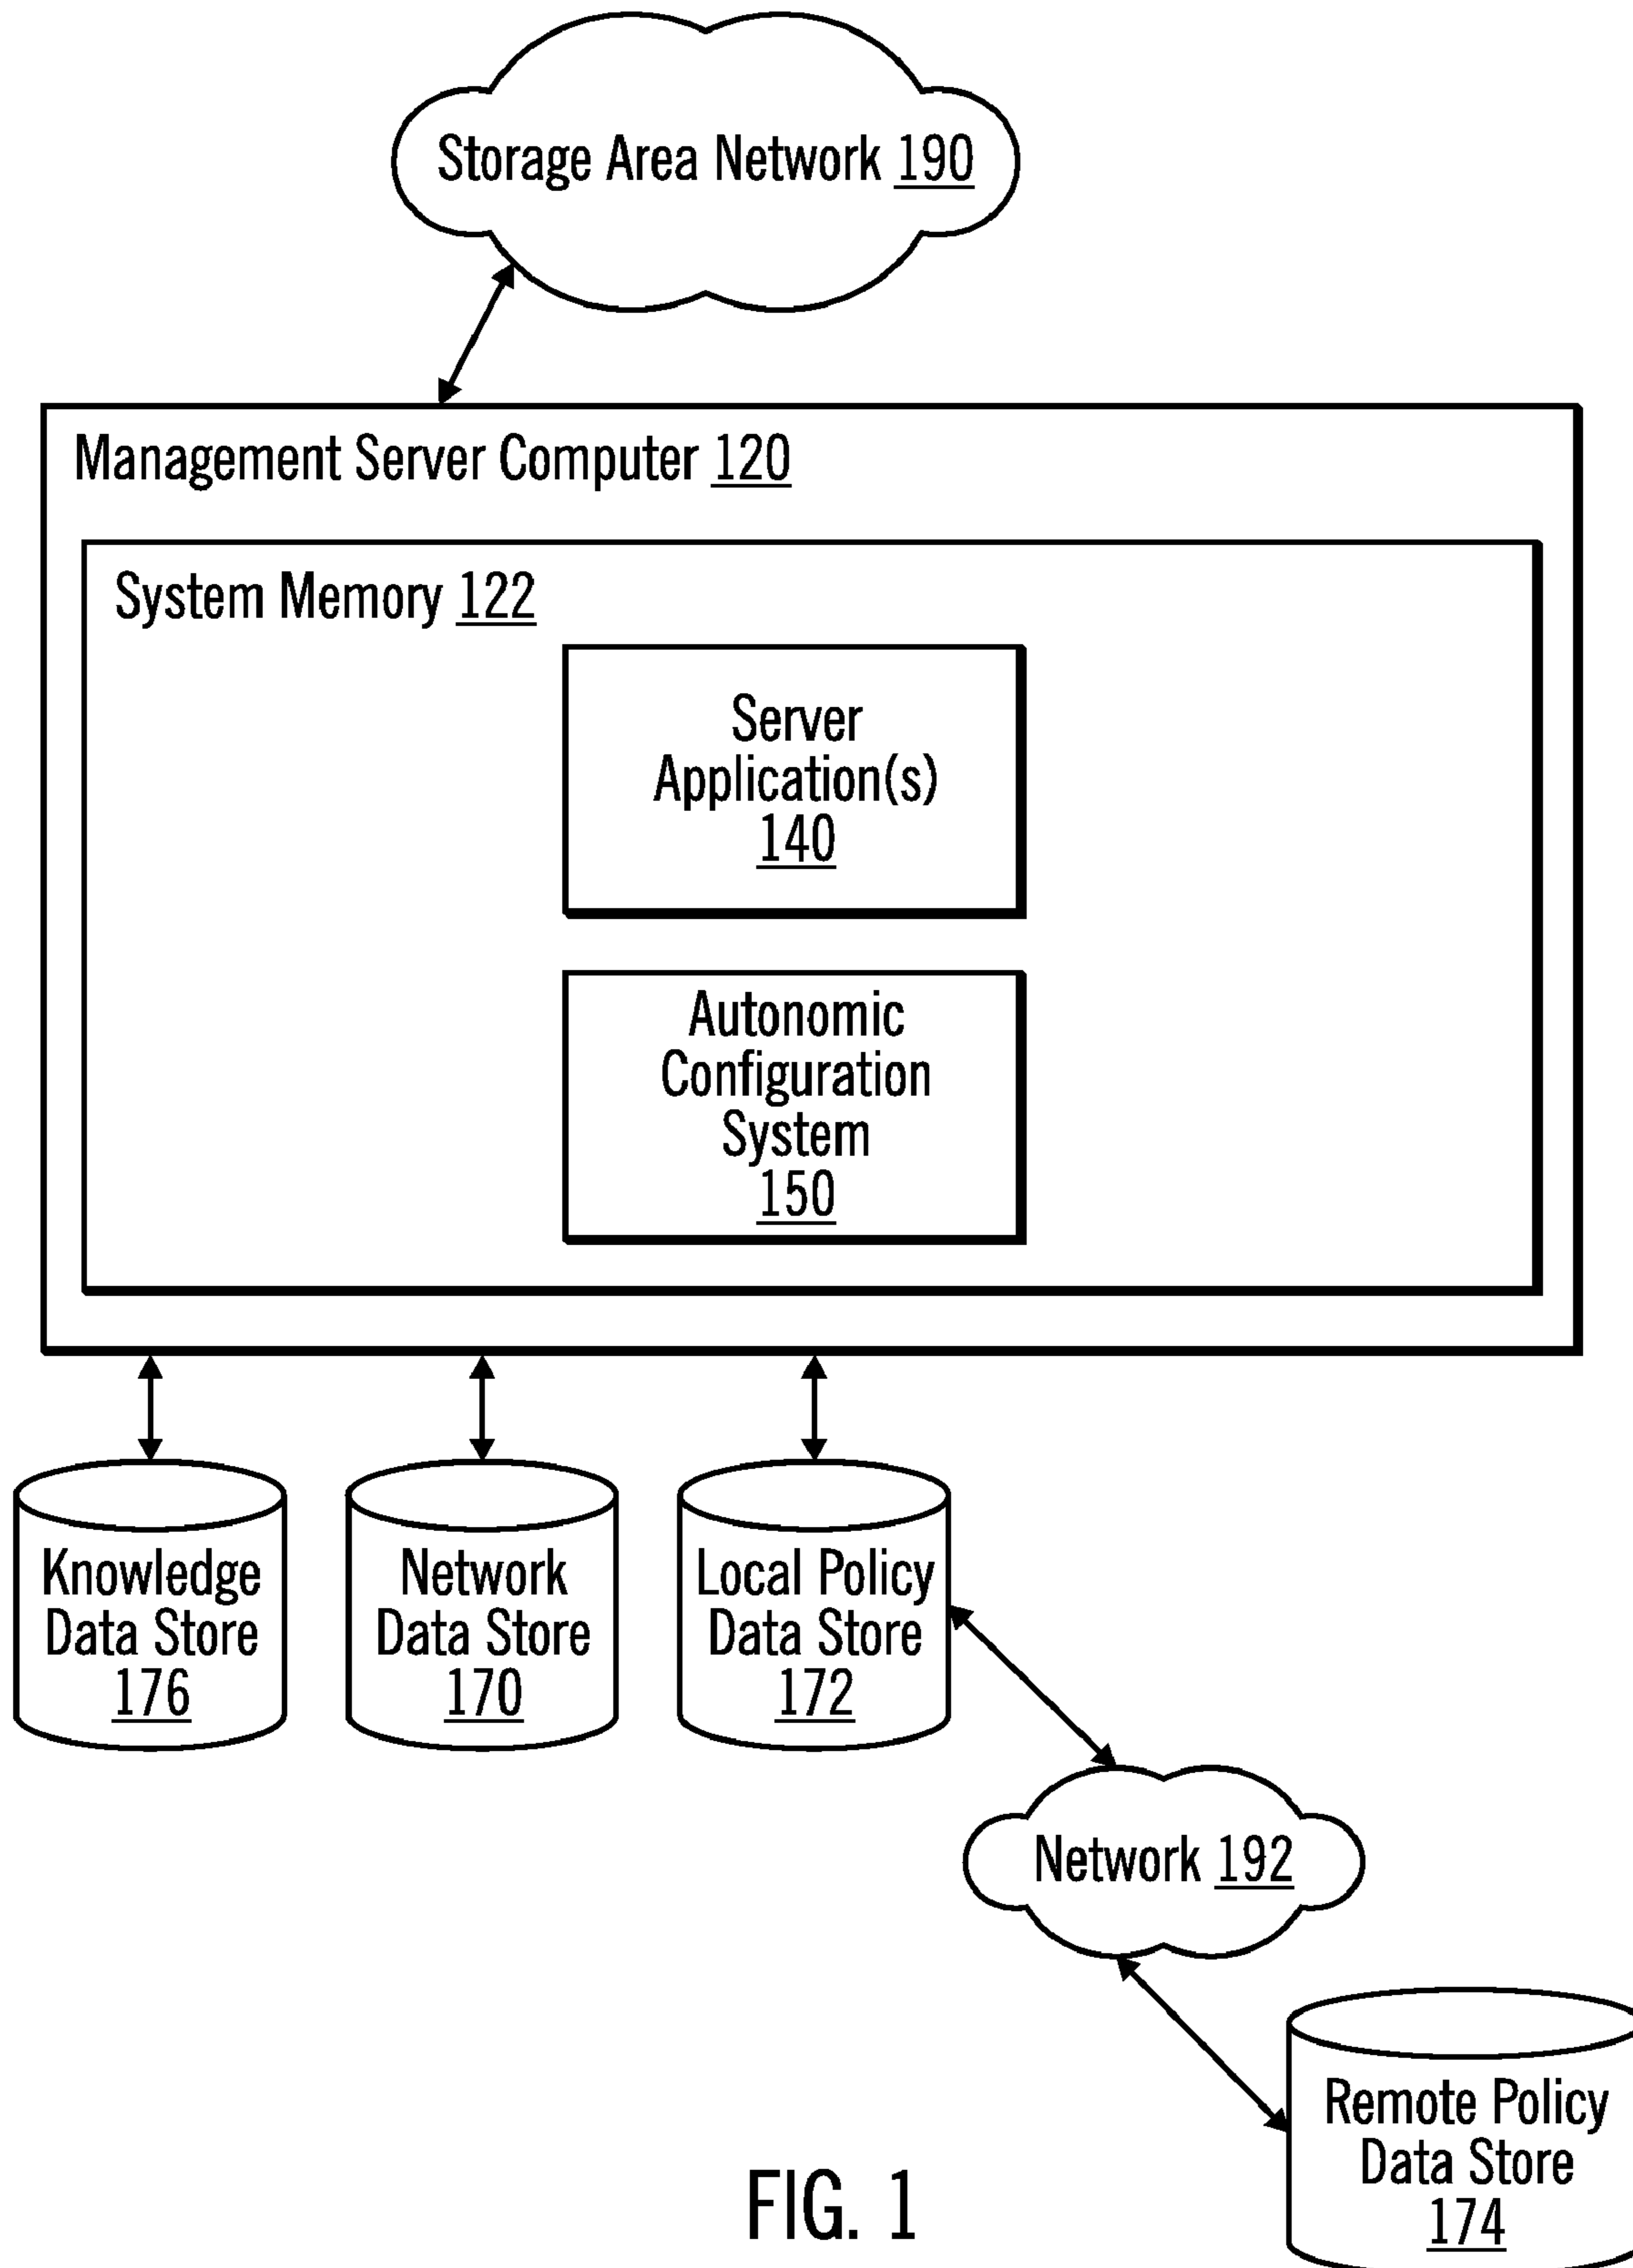 Storage Area Network 190
Management Server Computer 120
System Memory 122
Server
Application(s)
140
Autonomic
Configuration
System
150
Knowledge
Data Store
176
Network
Data Store
170
Local Policy
Data Store
172
Network 192
Remote Policy
Data Store
174
FIG. 1